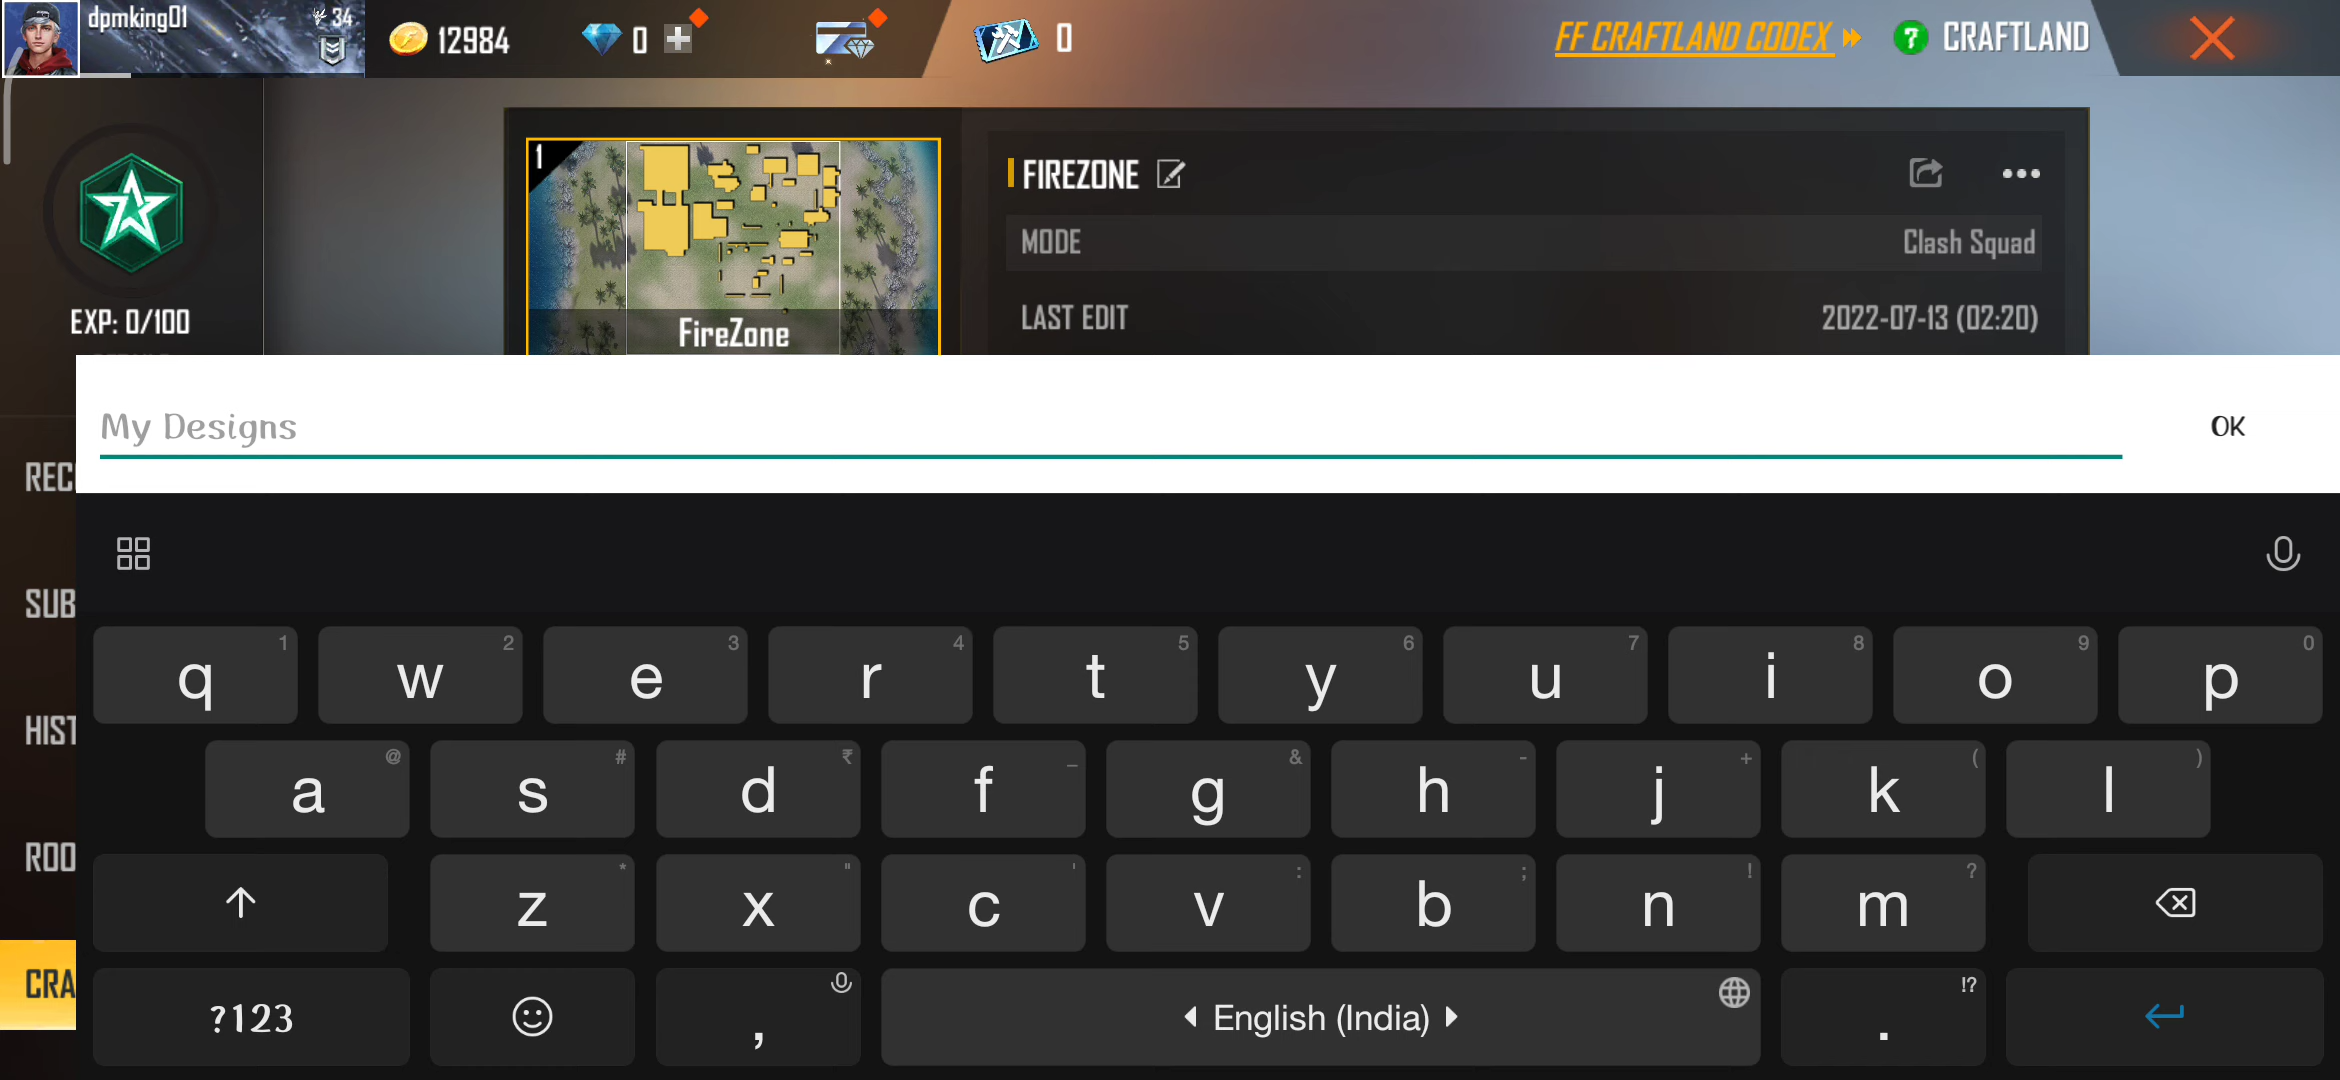 dpmking01
34
12984
0
0
FF CRAFTLAND CODEX
?
CRAFTLAND
1
FIREZONE
MODE
Clash Squad
LAST EDIT
2022-07-13 (02:20)
FireZone
EXP: 0/100
My Designs
OK
REC
SUB
HIST
ROO
CRA
q 1 w 2 e 3 r 4 t 5 y 6 u 7 i 8 o 9 p 0
a @ s # d ₹ f _ g & h - j + k ( l )
z * x " c ' v : b ; n ! m ?
?123 , English (India) . !?